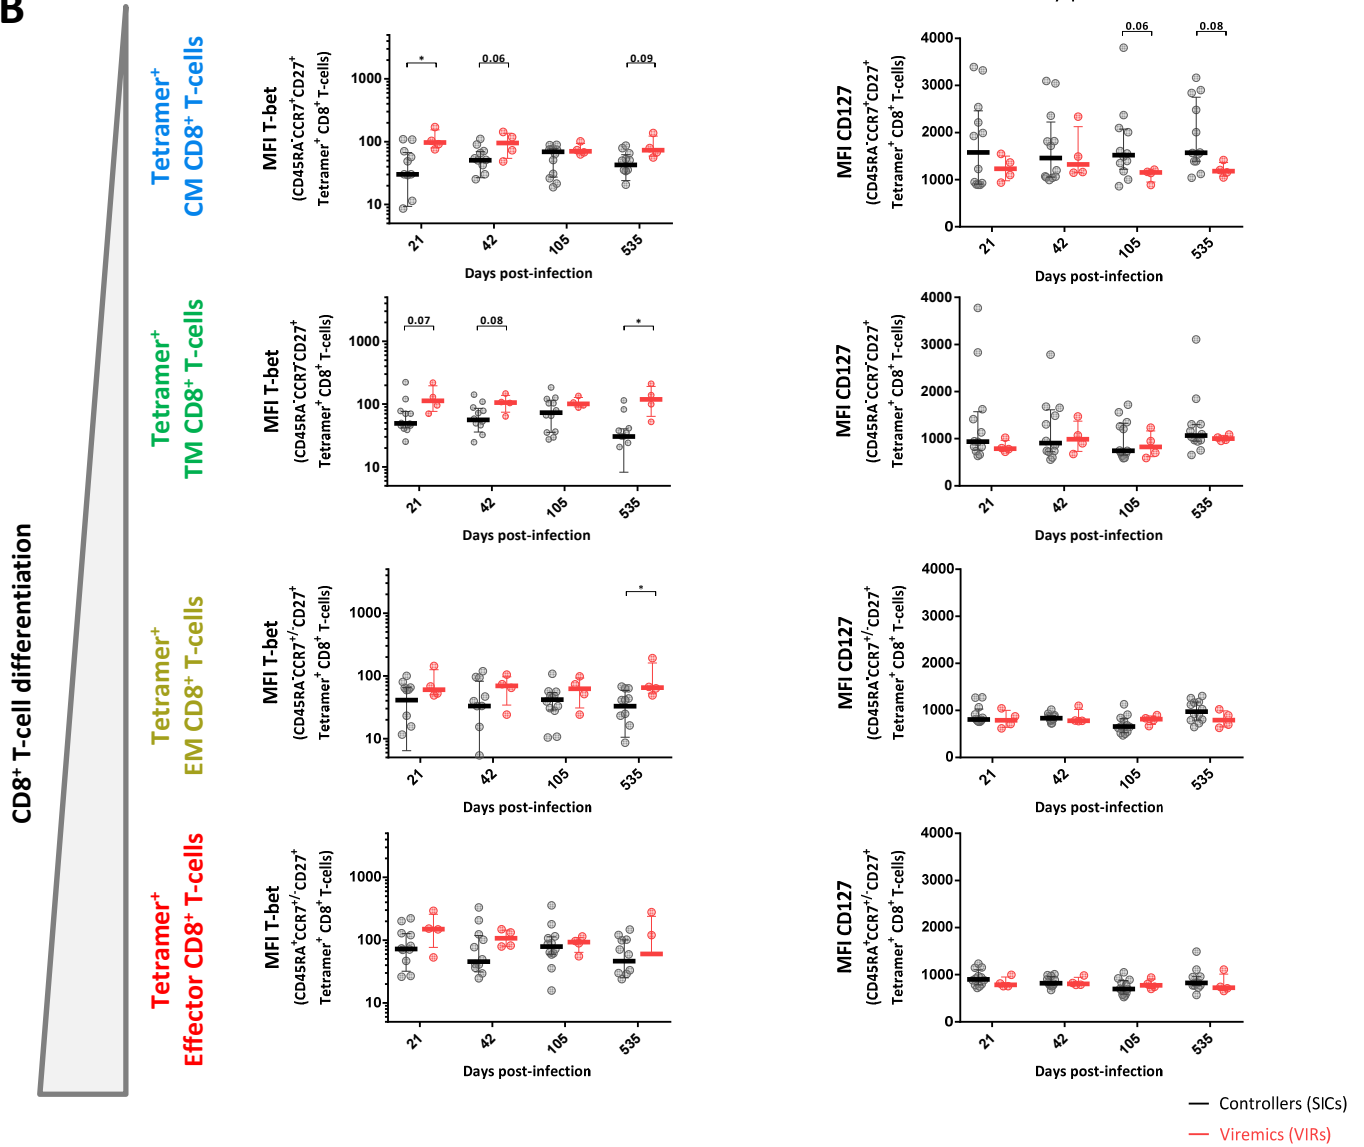 B
CD8+ T-cell differentiation
Tetramer+
CM CD8+ T-cells
MFI T-bet
(CD45RA-CCR7+CD27+
Tetramer+ CD8+ T-cells)
1000
100
10
*
0.06
0.09
21
42
105
535
Days post-infection
MFI CD127
(CD45RA-CCR7+CD27+
Tetramer+ CD8+ T-cells)
4000
3000
2000
1000
0
0.06
0.08
21
42
105
535
Days post-infection
Tetramer+
TM CD8+ T-cells
MFI T-bet
(CD45RA-CCR7-CD27+
Tetramer+ CD8+ T-cells)
1000
100
10
0.07
0.08
*
21
42
105
535
Days post-infection
MFI CD127
(CD45RA-CCR7-CD27+
Tetramer+ CD8+ T-cells)
4000
3000
2000
1000
0
21
42
105
535
Days post-infection
Tetramer+
EM CD8+ T-cells
MFI T-bet
(CD45RA-CCR7+/-CD27+
Tetramer+ CD8+ T-cells)
1000
100
10
*
21
42
105
535
Days post-infection
MFI CD127
(CD45RA-CCR7+/-CD27+
Tetramer+ CD8+ T-cells)
4000
3000
2000
1000
0
21
42
105
535
Days post-infection
Tetramer+
Effector CD8+ T-cells
MFI T-bet
(CD45RA+CCR7+/-CD27+
Tetramer+ CD8+ T-cells)
1000
100
10
21
42
105
535
Days post-infection
MFI CD127
(CD45RA+CCR7+/-CD27+
Tetramer+ CD8+ T-cells)
4000
3000
2000
1000
0
21
42
105
535
Days post-infection
Controllers (SICs)
Viremics (VIRs)